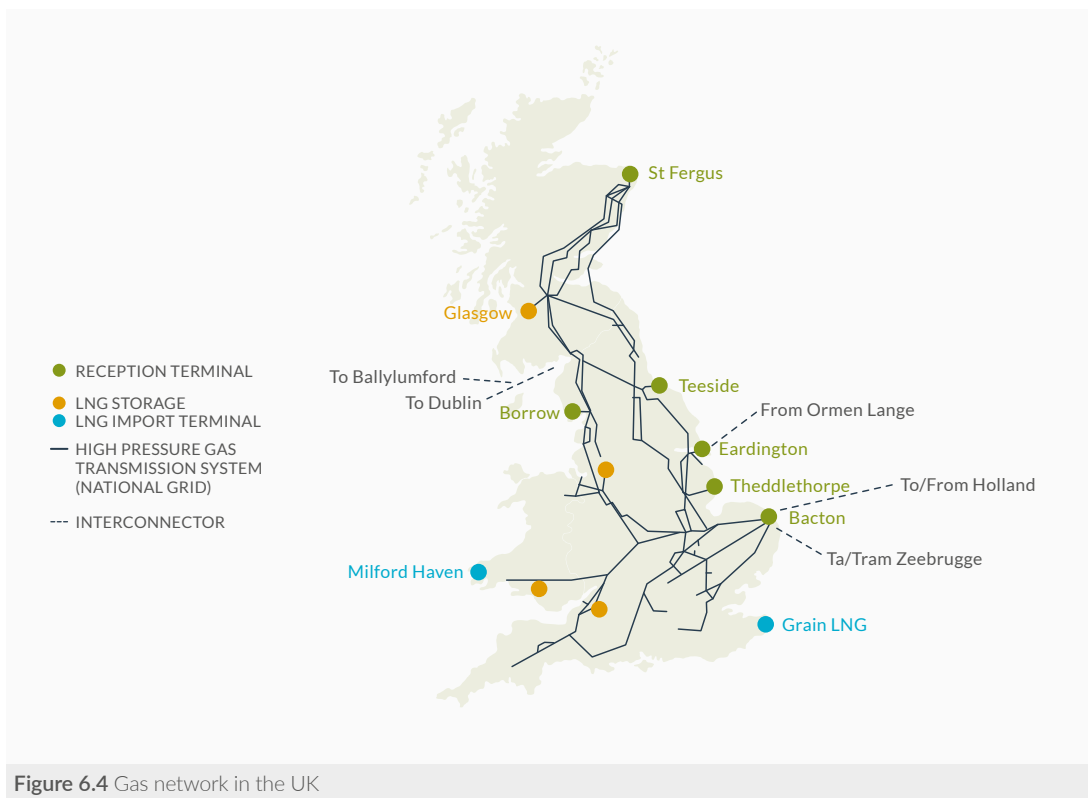 St Fergus
Glasgow
RECEPTION TERMINAL
LNG STORAGE
LNG IMPORT TERMINAL
HIGH PRESSURE GAS
TRANSMISSION SYSTEM
(NATIONAL GRID)
INTERCONNECTOR
To Ballylumford
To Dublin
Teeside
Borrow
From Ormen Lange
Eardington
Theddlethorpe
To/From Holland
Bacton
Ta/Tram Zeebrugge
Milford Haven
Grain LNG
Figure 6.4 Gas network in the UK